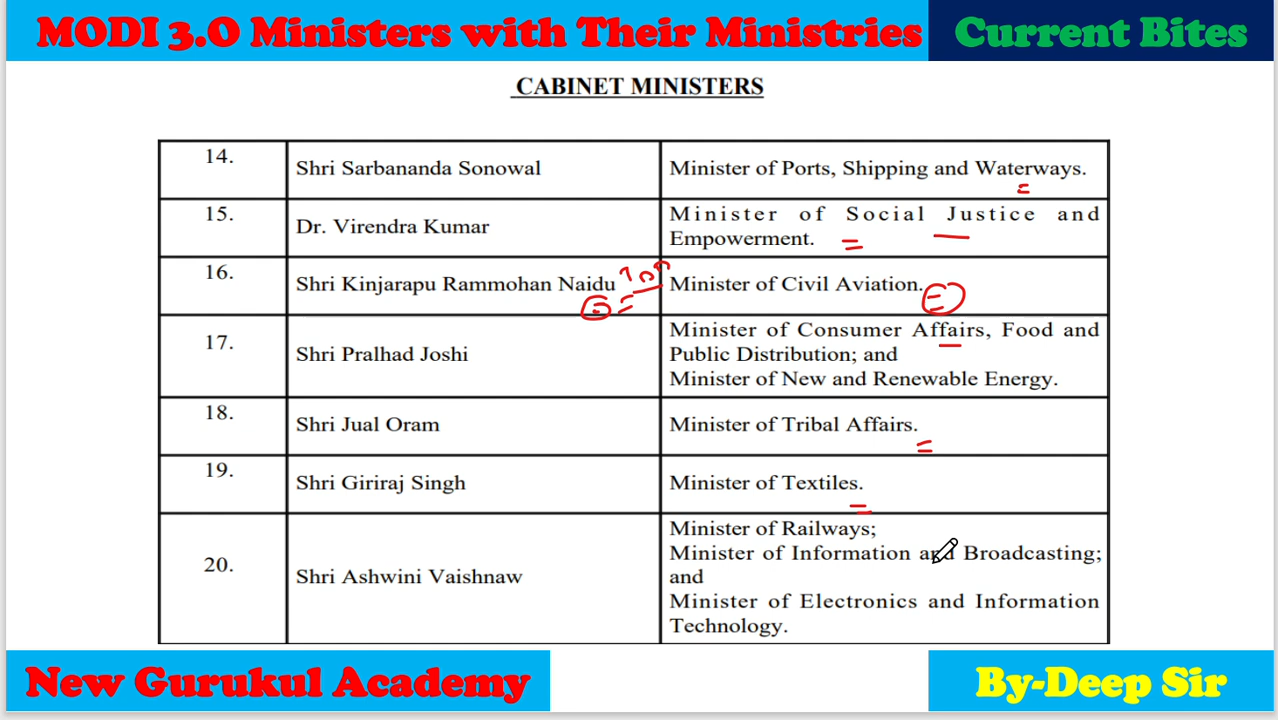 MODI 3.0 Ministers with Their Ministries
Current Bites
CABINET MINISTERS
14.
Shri Sarbananda Sonowal
Minister of Ports, Shipping and Waterways.
15.
Dr. Virendra Kumar
Minister of Social Justice and
Empowerment.
16.
Shri Kinjarapu Rammohan Naidu
Minister of Civil Aviation.
17.
Shri Pralhad Joshi
Minister of Consumer Affairs, Food and
Public Distribution; and
Minister of New and Renewable Energy.
18.
Shri Jual Oram
Minister of Tribal Affairs.
19.
Shri Giriraj Singh
Minister of Textiles.
20.
Shri Ashwini Vaishnaw
Minister of Railways;
Minister of Information and Broadcasting;
and
Minister of Electronics and Information
Technology.
New Gurukul Academy
By-Deep Sir